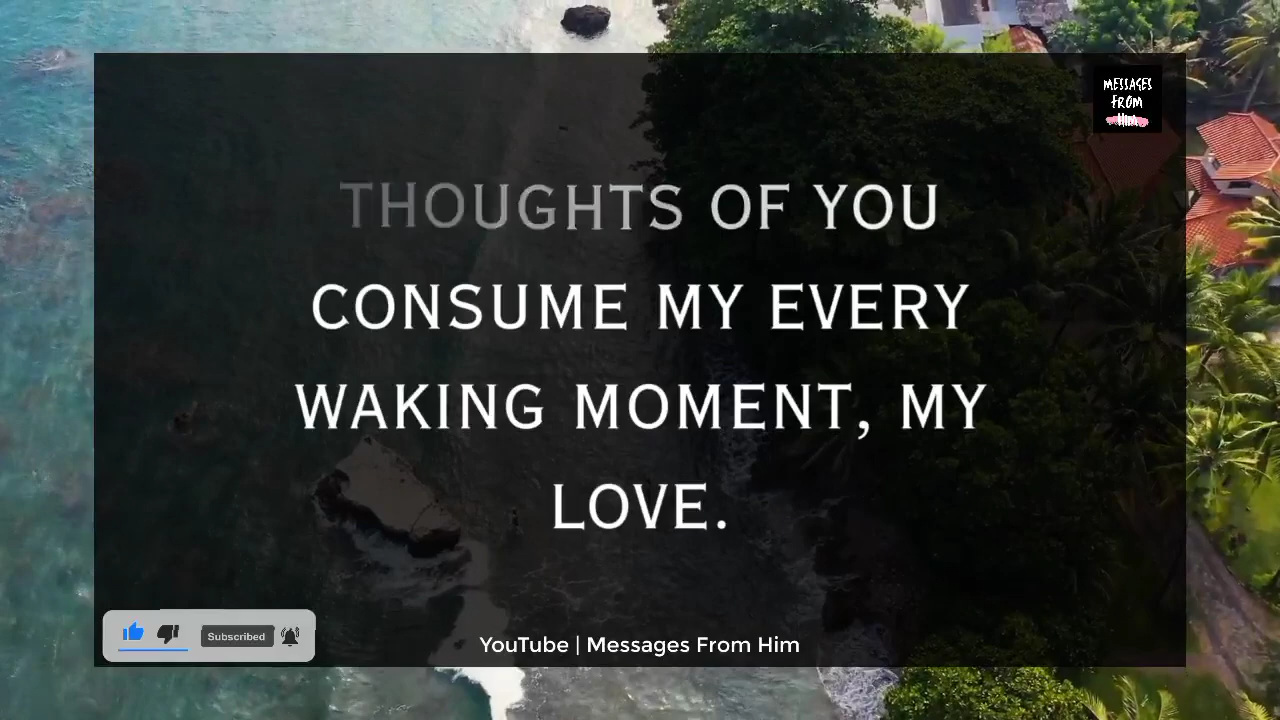 MESSAGES
FROM
Him
THOUGHTS OF YOU
CONSUME MY EVERY
WAKING MOMENT, MY
LOVE.
Subscribed
YouTube | Messages From Him